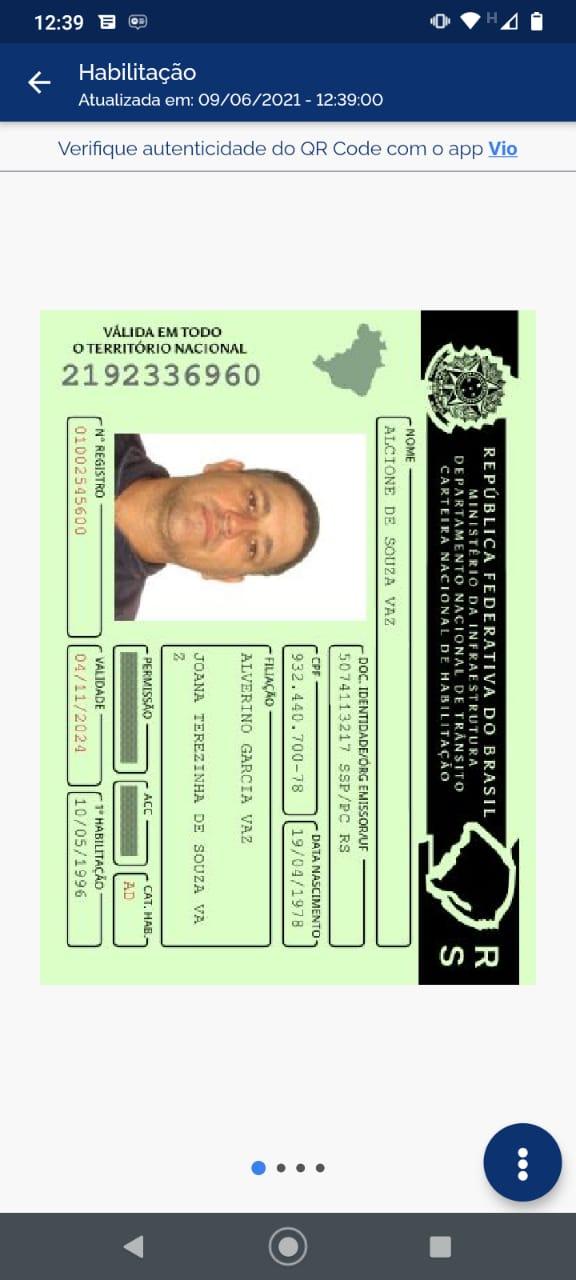 12:39
H
Habilitação
Atualizada em: 09/06/2021 - 12:39:00
Verifique autenticidade do QR Code com o app Vio
REPÚBLICA FEDERATIVA DO BRASIL
MINISTÉRIO DA INFRAESTRUTURA
DEPARTAMENTO NACIONAL DE TRÂNSITO
CARTEIRA NACIONAL DE HABILITAÇÃO
RS
VÁLIDA EM TODO
O TERRITÓRIO NACIONAL
2192336960
NOME
ALCIONE DE SOUZA VAZ
DOC. IDENTIDADE/ÓRG EMISSOR/UF
5074113217 SSP/PC RS
CPF
932.440.700-78
DATA NASCIMENTO
19/04/1978
FILIAÇÃO
ALVERINO GARCIA VAZ
JOANA TEREZINHA DE SOUZA VA
Z
PERMISSÃO
ACC
CAT. HAB.
AD
Nº REGISTRO
01002545600
VALIDADE
04/11/2024
1ª HABILITAÇÃO
10/05/1996